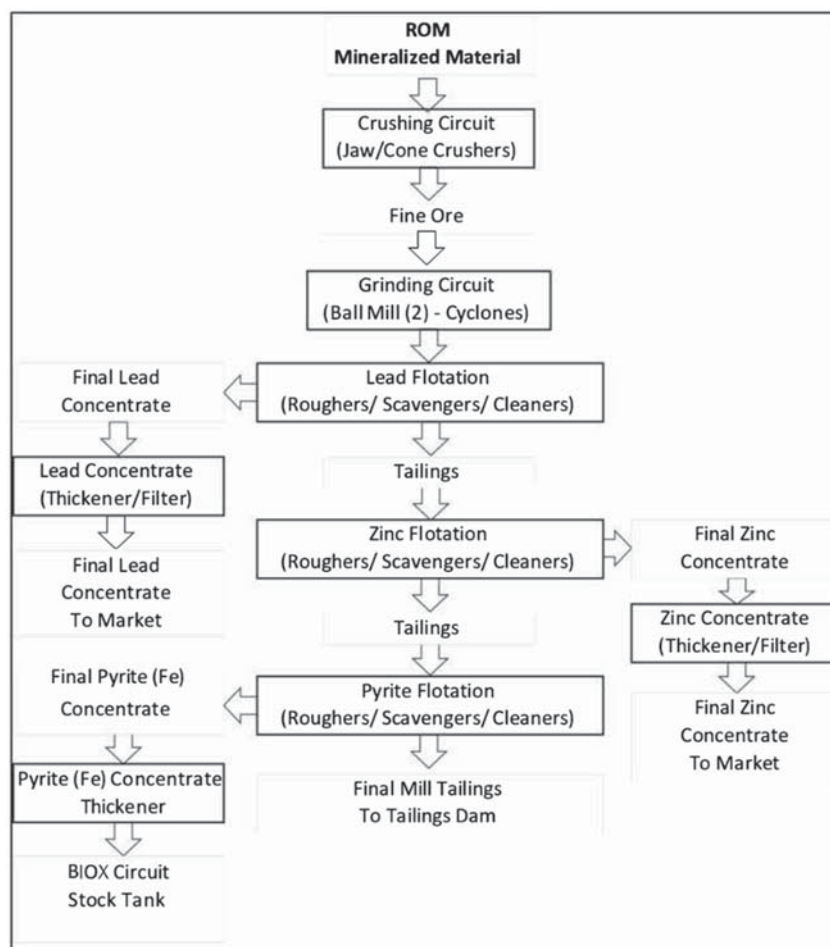 ROM
Mineralized Material
Crushing Circuit
(Jaw/Cone Crushers)
Fine Ore
Grinding Circuit
(Ball Mill (2) - Cyclones)
Final Lead
Concentrate
Lead Flotation
(Roughers/ Scavengers/ Cleaners)
Lead Concentrate
(Thickener/Filter)
Tailings
Final Lead
Concentrate
To Market
Zinc Flotation
(Roughers/ Scavengers/ Cleaners)
Final Zinc
Concentrate
Tailings
Zinc Concentrate
(Thickener/Filter)
Final Pyrite (Fe)
Concentrate
Pyrite Flotation
(Roughers/ Scavengers/ Cleaners)
Final Zinc
Concentrate
To Market
Pyrite (Fe) Concentrate
Thickener
Final Mill Tailings
To Tailings Dam
BIOX Circuit
Stock Tank